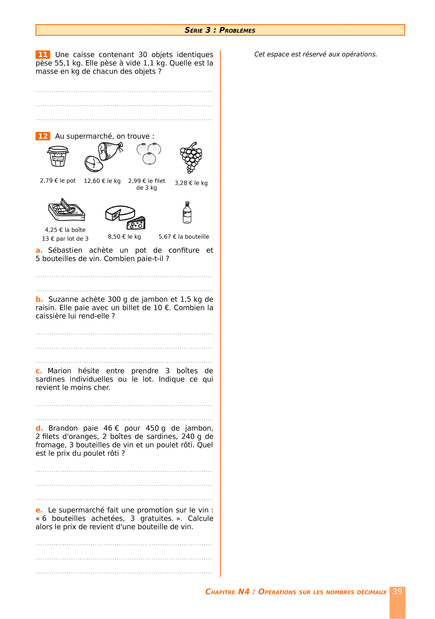 SÉRIE 3 : PROBLÈMES
11 Une caisse contenant 30 objets identiques
pèse 55,1 kg. Elle pèse à vide 1,1 kg. Quelle est la
masse en kg de chacun des objets ?
Cet espace est réservé aux opérations.
12 Au supermarché, on trouve :
2,79 € le pot
12,60 € le kg
2,99 € le filet
de 3 kg
3,28 € le kg
4,25 € la boîte
13 € par lot de 3
8,50 € le kg
5,67 € la bouteille
a. Sébastien achète un pot de confiture et
5 bouteilles de vin. Combien paie-t-il ?
b. Suzanne achète 300 g de jambon et 1,5 kg de
raisin. Elle paie avec un billet de 10 €. Combien la
caissière lui rend-elle ?
c. Marion hésite entre prendre 3 boîtes de
sardines individuelles ou le lot. Indique ce qui
revient le moins cher.
d. Brandon paie 46 € pour 450 g de jambon,
2 filets d'oranges, 2 boîtes de sardines, 240 g de
fromage, 3 bouteilles de vin et un poulet rôti. Quel
est le prix du poulet rôti ?
e. Le supermarché fait une promotion sur le vin :
« 6 bouteilles achetées, 3 gratuites. ». Calcule
alors le prix de revient d'une bouteille de vin.
CHAPITRE N4 : OPÉRATIONS SUR LES NOMBRES DÉCIMAUX 39